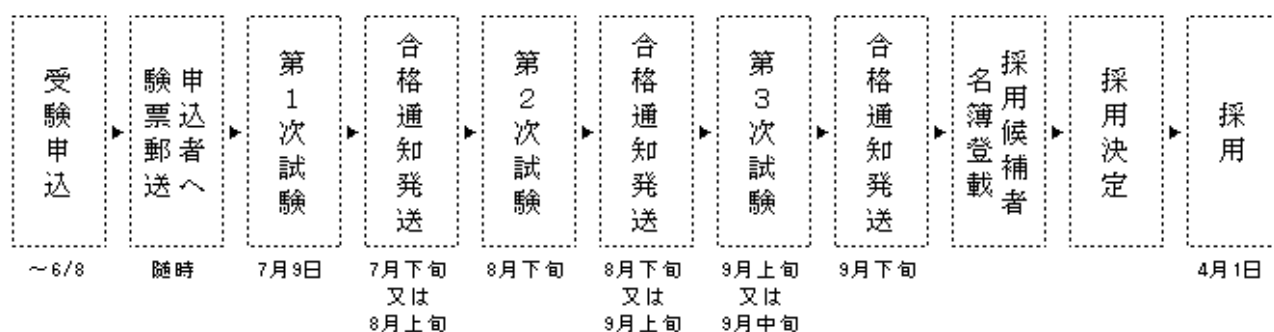 受験申込
申込者へ
験票郵送
第1次試験
合格通知発送
第2次試験
合格通知発送
第3次試験
合格通知発送
採用候補者
名簿登載
採用決定
採用
～6/8
随時
7月9日
7月下旬
又は
8月上旬
8月下旬
8月下旬
又は
9月上旬
9月上旬
又は
9月中旬
9月下旬
4月1日